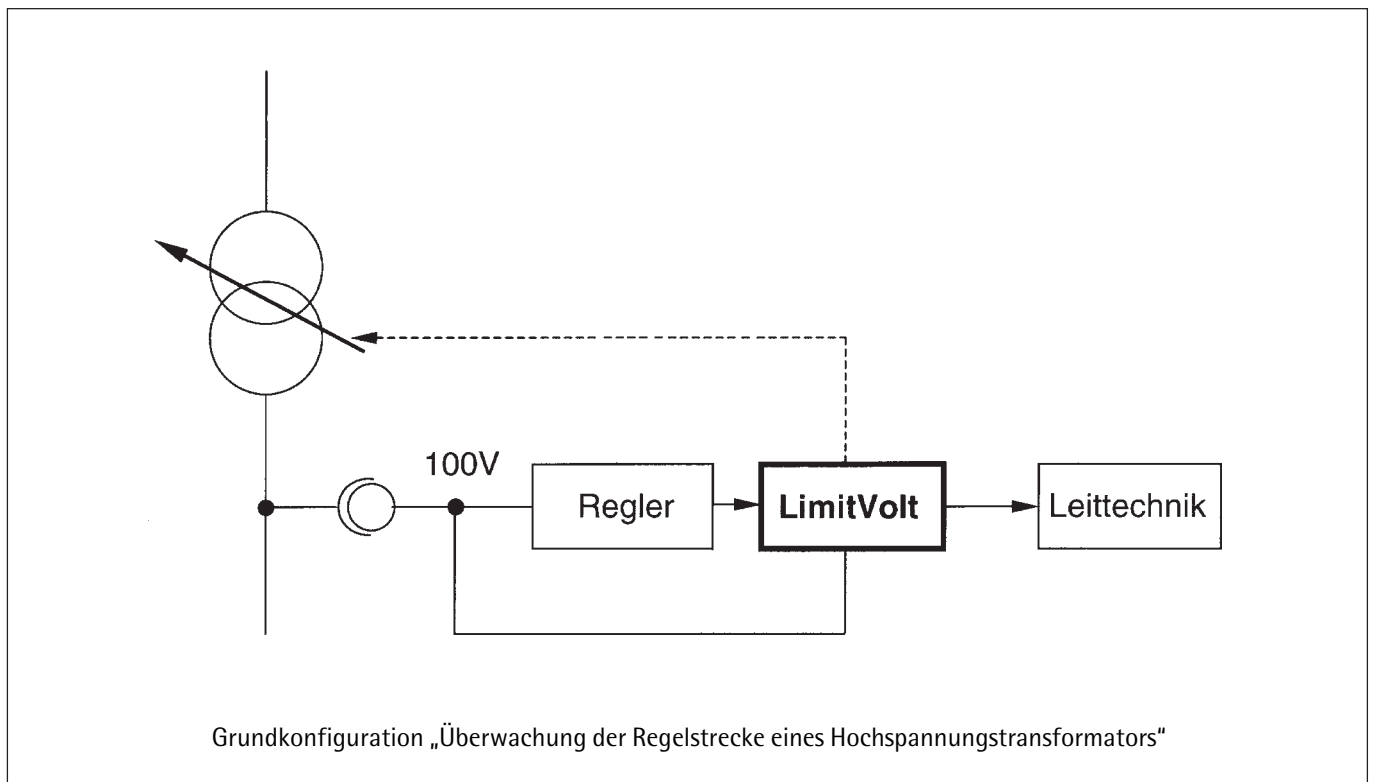 100V
Regler
LimitVolt
Leittechnik
Grundkonfiguration „Überwachung der Regelstrecke eines Hochspannungstransformators“